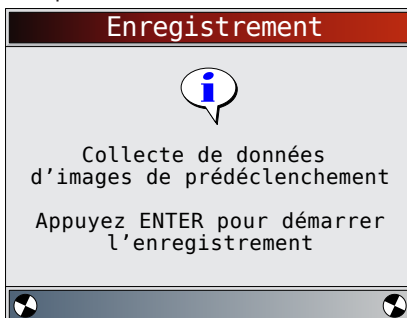 Enregistrement
i
Collecte de données
d’images de prédéclenchement
Appuyez ENTER pour démarrer
l’enregistrement